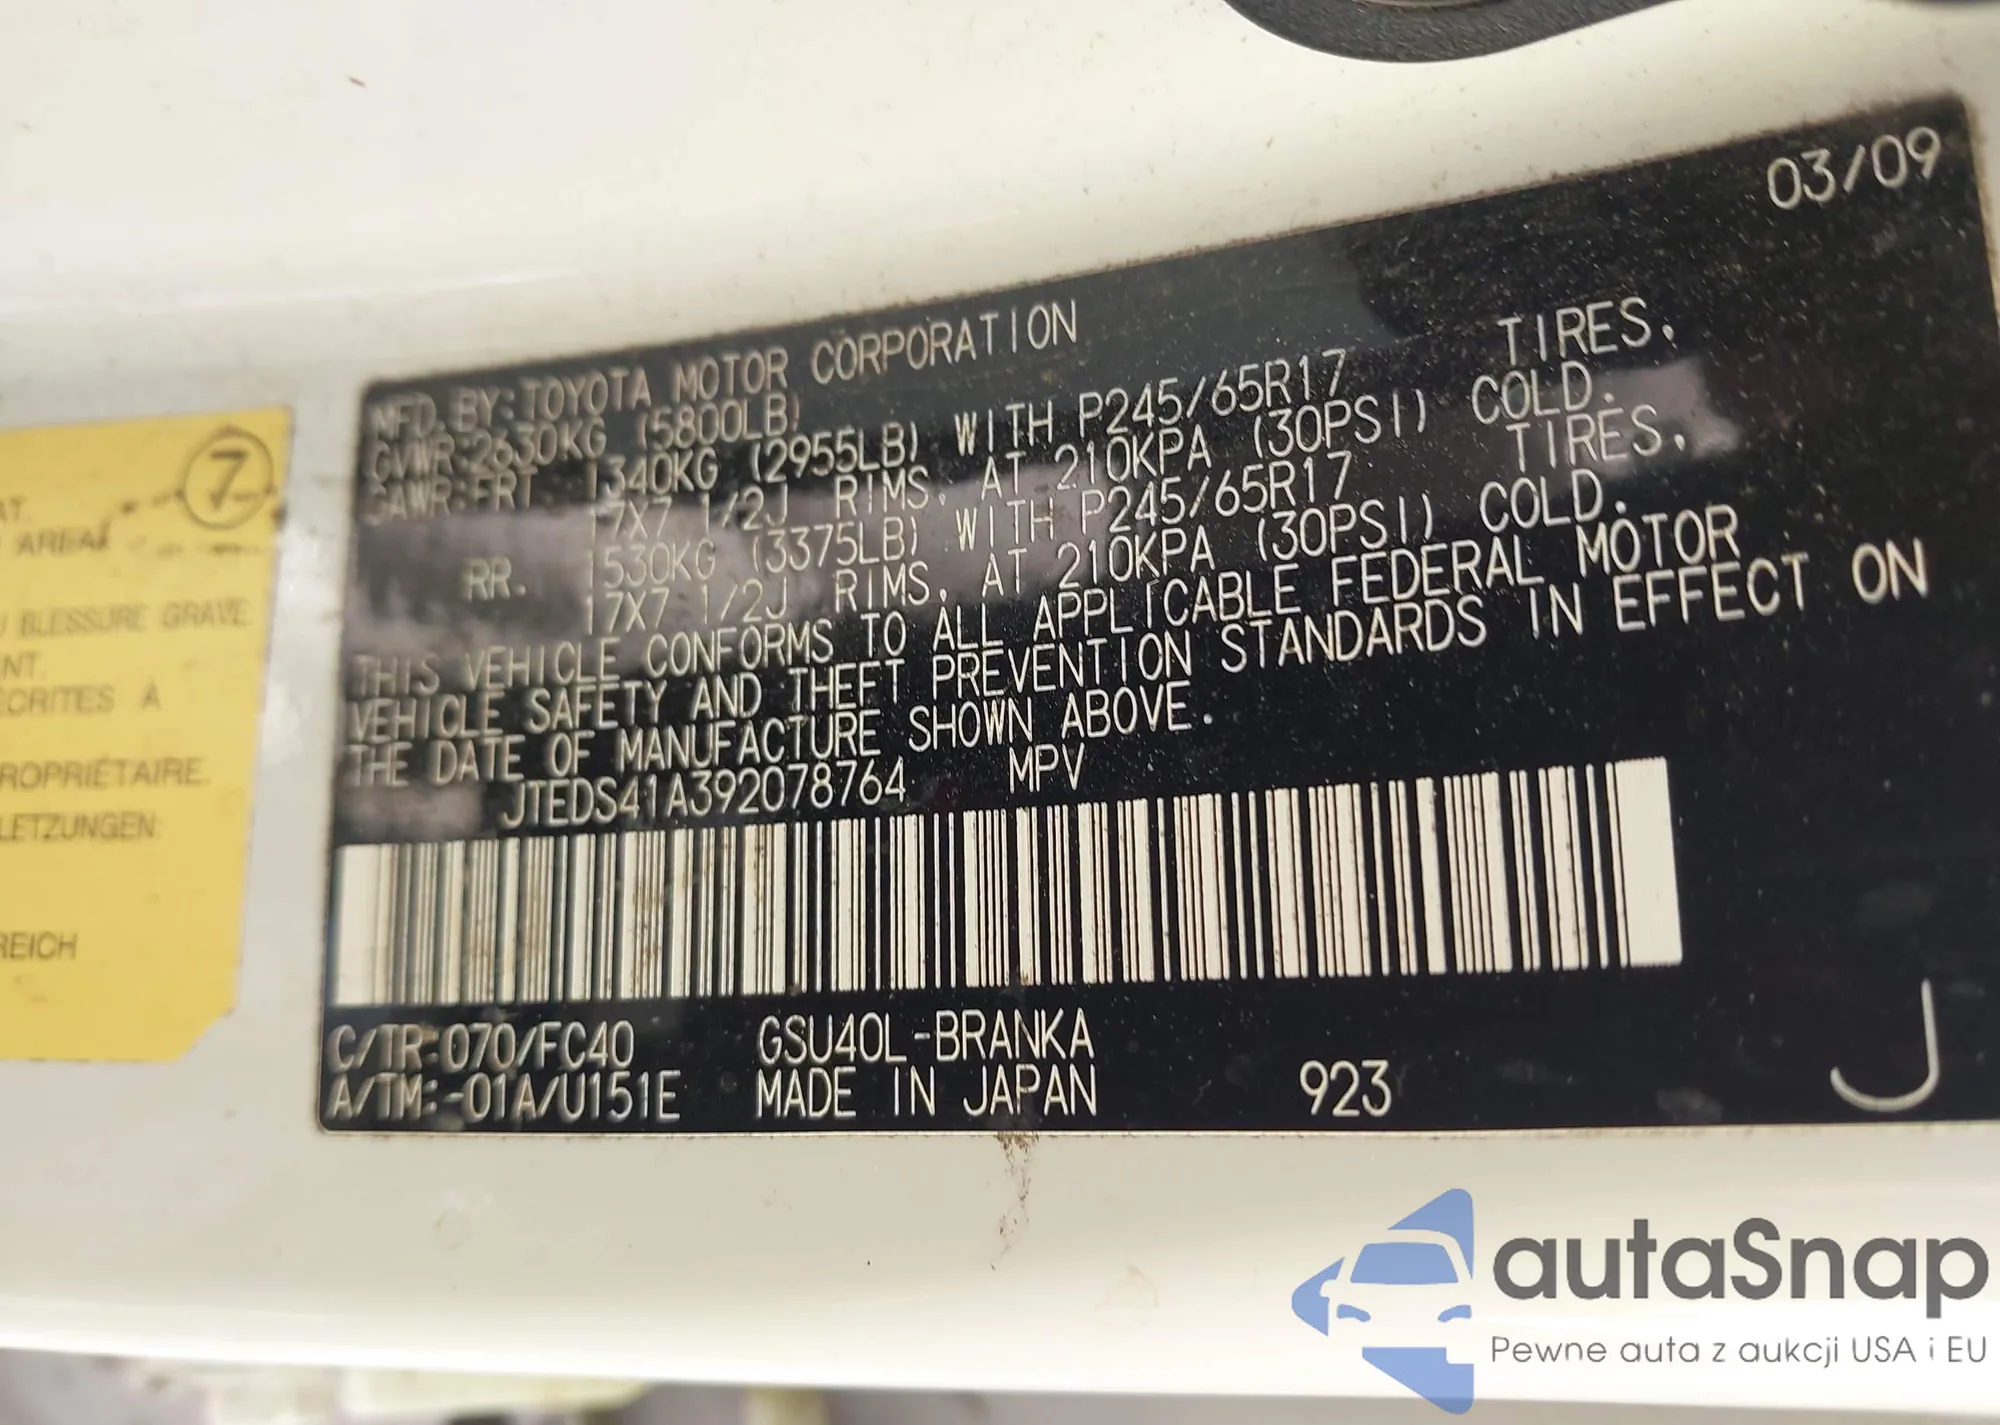 7
AT
AREA
BLESSURE GRAVE
NT.
ÉCRITES À
ROPRIÉTAIRE.
LETZUNGEN:
REICH
03/09
MFD. BY: TOYOTA MOTOR CORPORATION
GVWR: 2630KG (5800LB)
GAWR: FRT. 1340KG (2955LB) WITH P245/65R17 TIRES,
17X7 1/2J RIMS, AT 210KPA (30PSI) COLD.
RR. 1530KG (3375LB) WITH P245/65R17 TIRES,
17X7 1/2J RIMS, AT 210KPA (30PSI) COLD.
THIS VEHICLE CONFORMS TO ALL APPLICABLE FEDERAL MOTOR
VEHICLE SAFETY AND THEFT PREVENTION STANDARDS IN EFFECT ON
THE DATE OF MANUFACTURE SHOWN ABOVE.
JTEDS41A392078764 MPV
C/TR:070/FC40 GSU40L-BRANKA
A/TM:-01A/U151E MADE IN JAPAN 923
J
autaSnap
Pewne auta z aukcji USA i EU